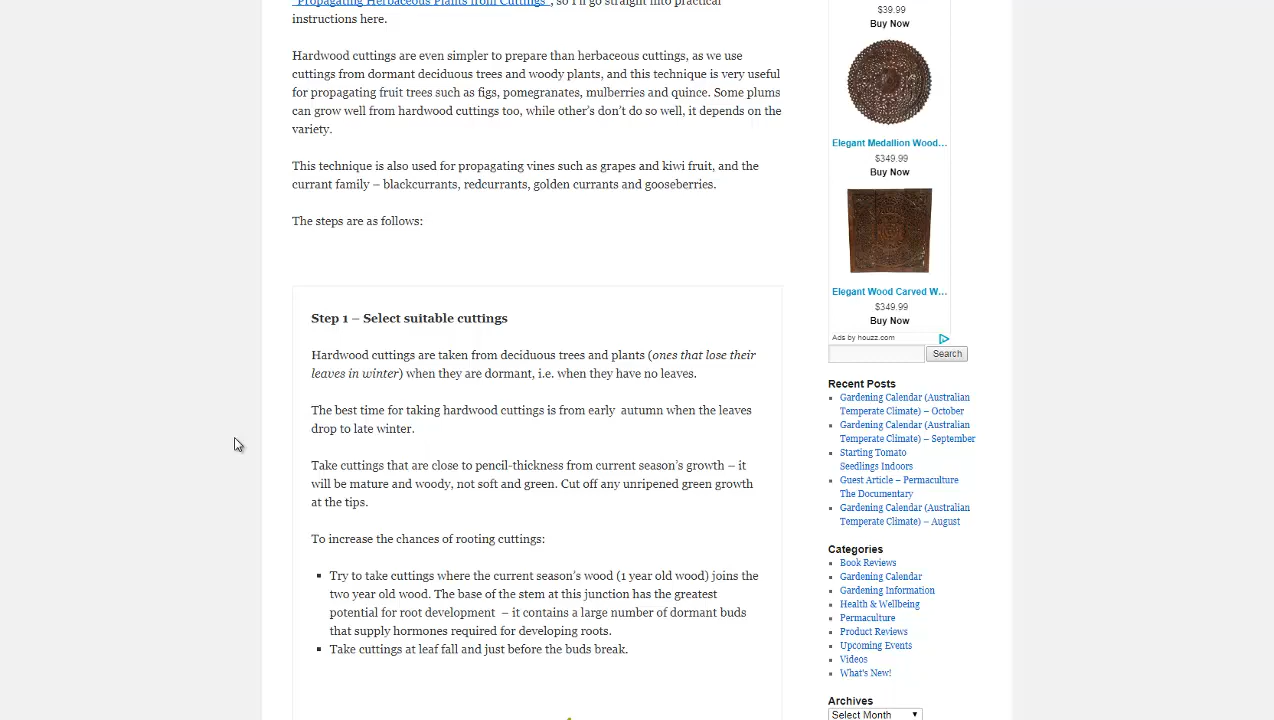 "Propagating Herbaceous Plants from Cuttings", so I'll go straight into practical
instructions here.
Hardwood cuttings are even simpler to prepare than herbaceous cuttings, as we use
cuttings from dormant deciduous trees and woody plants, and this technique is very useful
for propagating fruit trees such as figs, pomegranates, mulberries and quince. Some plums
can grow well from hardwood cuttings too, while other's don't do so well, it depends on the
variety.
This technique is also used for propagating vines such as grapes and kiwi fruit, and the
currant family – blackcurrants, redcurrants, golden currants and gooseberries.
The steps are as follows:
Step 1 – Select suitable cuttings
Hardwood cuttings are taken from deciduous trees and plants (ones that lose their
leaves in winter) when they are dormant, i.e. when they have no leaves.
The best time for taking hardwood cuttings is from early  autumn when the leaves
drop to late winter.
Take cuttings that are close to pencil-thickness from current season's growth – it
will be mature and woody, not soft and green. Cut off any unripened green growth
at the tips.
To increase the chances of rooting cuttings:
Try to take cuttings where the current season's wood (1 year old wood) joins the
two year old wood. The base of the stem at this junction has the greatest
potential for root development  – it contains a large number of dormant buds
that supply hormones required for developing roots.
Take cuttings at leaf fall and just before the buds break.
$39.99
Buy Now
Elegant Medallion Wood...
$349.99
Buy Now
Elegant Wood Carved W...
$349.99
Buy Now
Ads by houzz.com
Search
Recent Posts
Gardening Calendar (Australian
Temperate Climate) – October
Gardening Calendar (Australian
Temperate Climate) – September
Starting Tomato
Seedlings Indoors
Guest Article – Permaculture
The Documentary
Gardening Calendar (Australian
Temperate Climate) – August
Categories
Book Reviews
Gardening Calendar
Gardening Information
Health & Wellbeing
Permaculture
Product Reviews
Upcoming Events
Videos
What's New!
Archives
Select Month